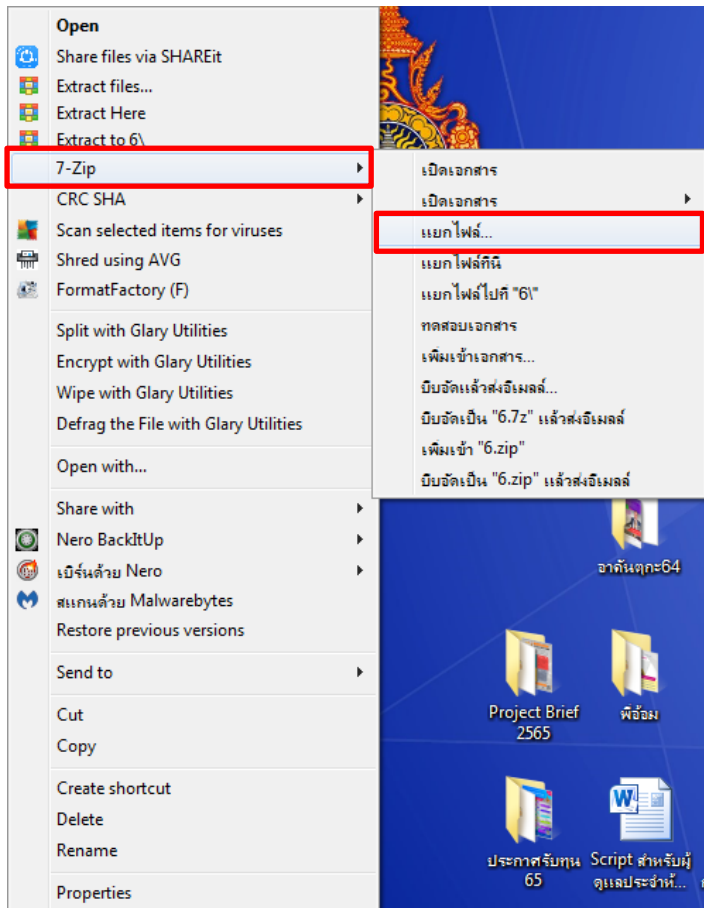 Open
Share files via SHAREit
Extract files...
Extract Here
Extract to 6\
7-Zip
CRC SHA
Scan selected items for viruses
Shred using AVG
FormatFactory (F)
Split with Glary Utilities
Encrypt with Glary Utilities
Wipe with Glary Utilities
Defrag the File with Glary Utilities
Open with...
Share with
Nero BackItUp
เบิร์นด้วย Nero
สแกนด้วย Malwarebytes
Restore previous versions
Send to
Cut
Copy
Create shortcut
Delete
Rename
Properties
เปิดเอกสาร
เปิดเอกสาร
แยกไฟล์...
แยกไฟล์ที่นี่
แยกไฟล์ไปที่ "6\"
ทดสอบเอกสาร
เพิ่มเข้าเอกสาร...
บีบอัดแล้วส่งอีเมลล์...
บีบอัดเป็น "6.7z" แล้วส่งอีเมลล์
เพิ่มเข้า "6.zip"
บีบอัดเป็น "6.zip" แล้วส่งอีเมลล์
อาคันตุกะ64
Project Brief
2565
พี่อ้อม
ประกาศรับทุน
65
Script สำหรับผู้
ดูแลประจำห้...